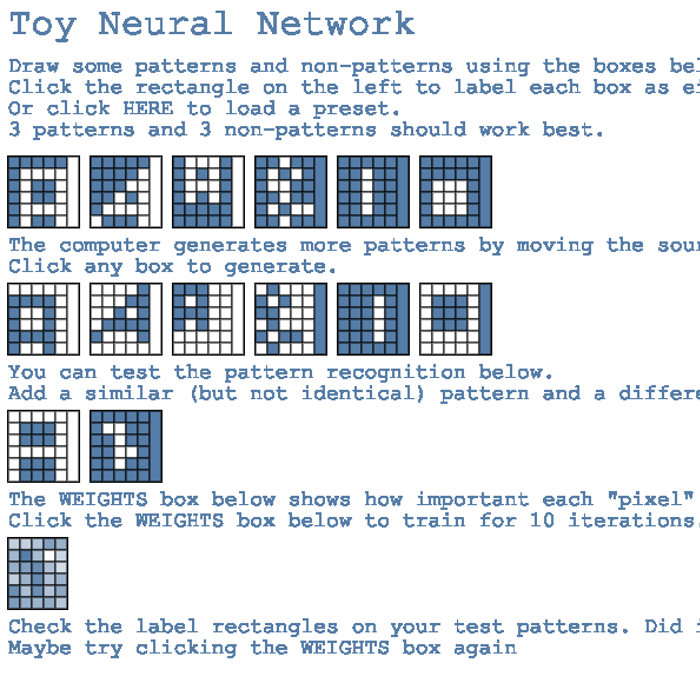 Toy Neural Network
Draw some patterns and non-patterns using the boxes
Click the rectangle on the left to label each box as
Or click HERE to load a preset.
3 patterns and 3 non-patterns should work best.
The computer generates more patterns by moving the
Click any box to generate.
You can test the pattern recognition below.
Add a similar (but not identical) pattern and a
The WEIGHTS box below shows how important each "pixel"
Click the WEIGHTS box below to train for 10 iterations.
Check the label rectangles on your test patterns. Did
Maybe try clicking the WEIGHTS box again